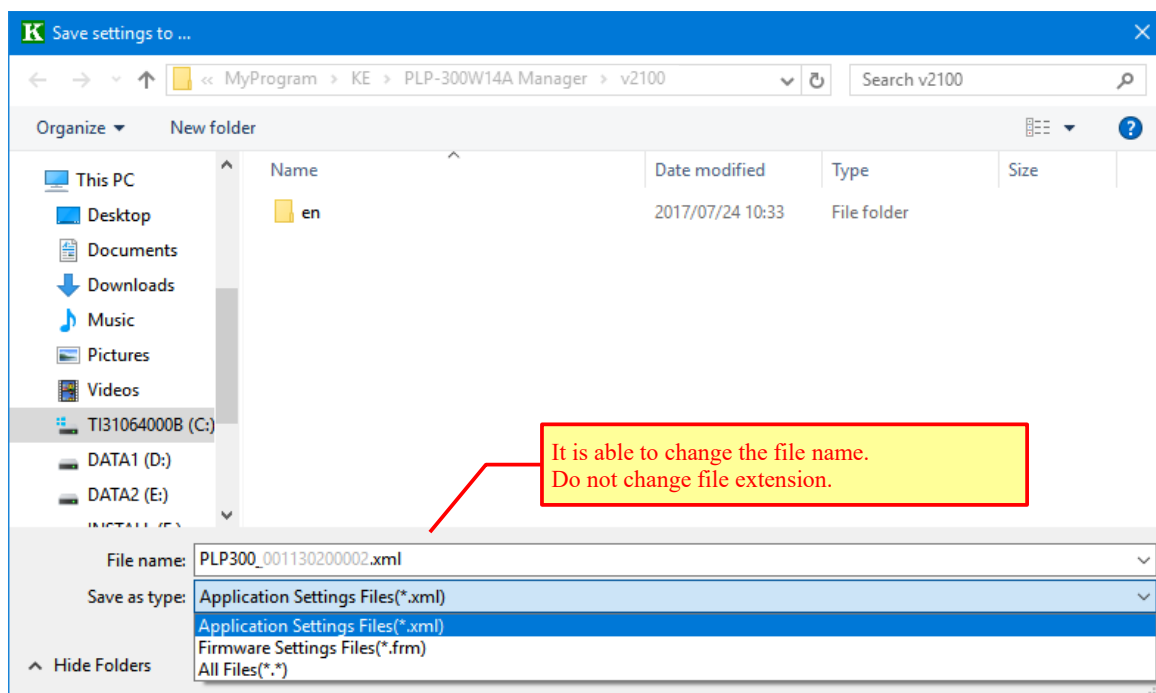 K Save settings to ...
« MyProgram > KE > PLP-300W14A Manager > v2100
Search v2100
Organize
New folder
?
This PC
Desktop
Documents
Downloads
Music
Pictures
Videos
TI31064000B (C:)
DATA1 (D:)
DATA2 (E:)
Name Date modified Type Size
en 2017/07/24 10:33 File folder
It is able to change the file name.
Do not change file extension.
File name: PLP300_001130200002.xml
Save as type: Application Settings Files(*.xml)
Application Settings Files(*.xml)
Firmware Settings Files(*.frm)
All Files(*.*)
Hide Folders